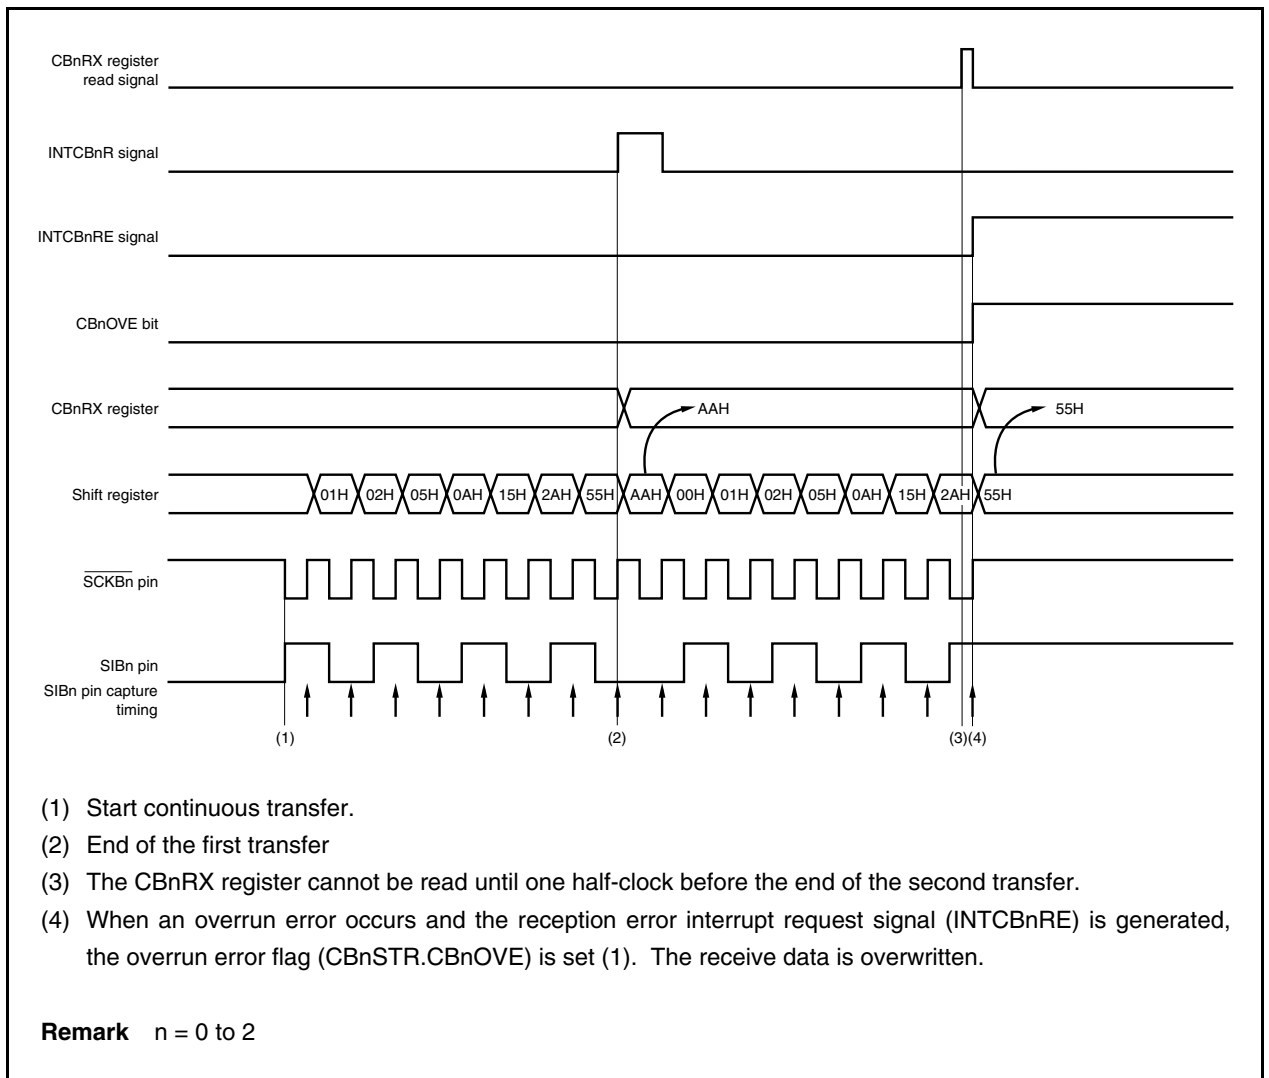 CBnRX register
read signal
INTCBnR signal
INTCBnRE signal
CBnOVE bit
CBnRX register
AAH
55H
Shift register
01H 02H 05H 0AH 15H 2AH 55H AAH 00H 01H 02H 05H 0AH 15H 2AH 55H
SCKBn pin
SIBn pin
SIBn pin capture
timing
(1) (2) (3)(4)
(1) Start continuous transfer.
(2) End of the first transfer
(3) The CBnRX register cannot be read until one half-clock before the end of the second transfer.
(4) When an overrun error occurs and the reception error interrupt request signal (INTCBnRE) is generated,
the overrun error flag (CBnSTR.CBnOVE) is set (1). The receive data is overwritten.
Remark n = 0 to 2